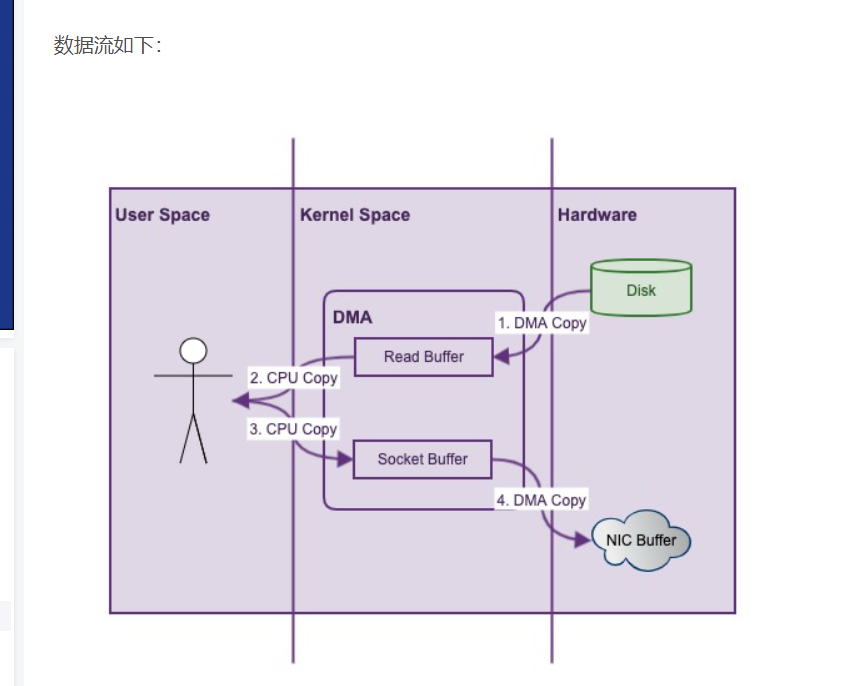 数据流如下：
User Space
Kernel Space
Hardware
Disk
DMA
1. DMA Copy
Read Buffer
2. CPU Copy
3. CPU Copy
Socket Buffer
4. DMA Copy
NIC Buffer